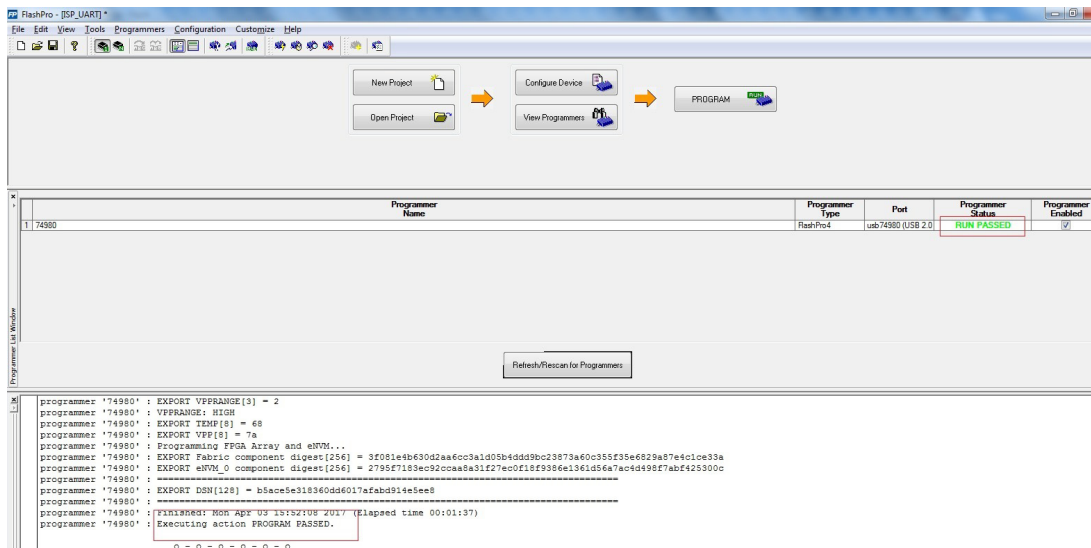 FlashPro - [ISP_UART] *
File Edit View Tools Programmers Configuration Customize Help
New Project
Configure Device
PROGRAM
RUN
Open Project
View Programmers
Programmer Name
Programmer Type
Port
Programmer Status
Programmer Enabled
1 74980 FlashPro4 usb74980 (USB 2.0 RUN PASSED
Programmer List Window
Refresh/Rescan for Programmers
programmer '74980' : EXPORT VPPRANGE[3] = 2
programmer '74980' : VPPRANGE: HIGH
programmer '74980' : EXPORT TEMP[8] = 68
programmer '74980' : EXPORT VPP[8] = 7a
programmer '74980' : Programming FPGA Array and eNVM...
programmer '74980' : EXPORT Fabric component digest[256] = 3f081e4b630d2aa6cc3a1d05b4ddd9bc23873a60c355f35e6829a87e4c1ce33a
programmer '74980' : EXPORT eNVM_0 component digest[256] = 2795f7183ec92ccaa8a31f27ec0f18f9386e1361d56a7ac4d498f7abf425300c
programmer '74980' : =====================================================================
programmer '74980' : EXPORT DSN[128] = b5ace5e318360dd6017afabd914e5ee8
programmer '74980' : =====================================================================
programmer '74980' : Finished: Mon Apr 03 15:52:08 2017 (Elapsed time 00:01:37)
programmer '74980' : Executing action PROGRAM PASSED.
o - o - o - o - o - o